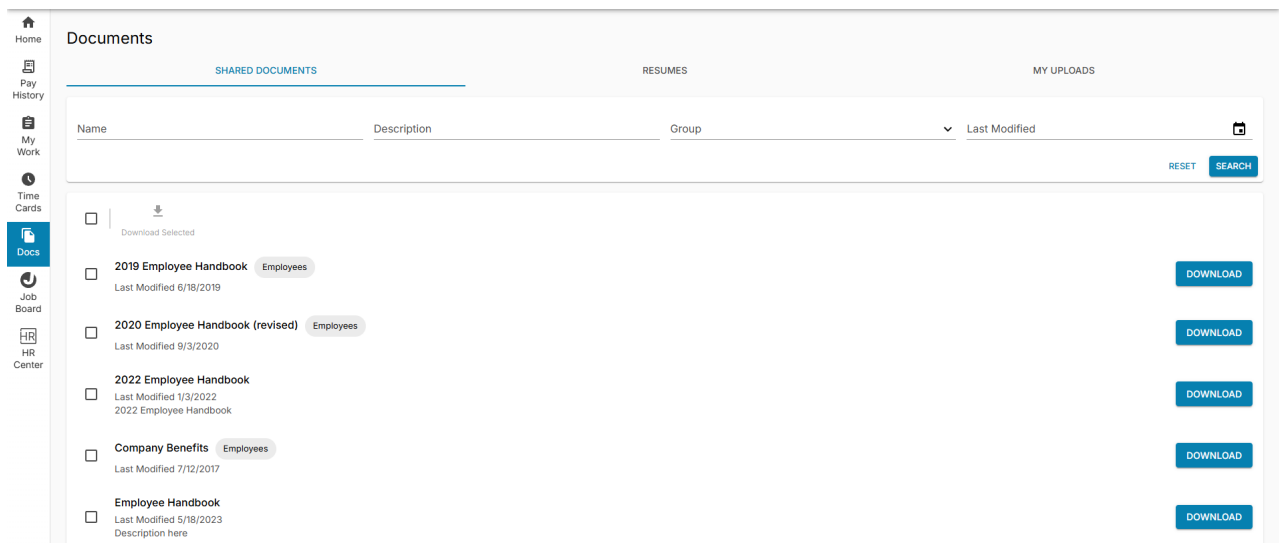 Home
Pay
History
My
Work
Time
Cards
Docs
Job
Board
HR
HR
Center
Documents
SHARED DOCUMENTS
RESUMES
MY UPLOADS
Name
Description
Group
Last Modified
RESET
SEARCH
Download Selected
2019 Employee Handbook Employees
Last Modified 6/18/2019
DOWNLOAD
2020 Employee Handbook (revised) Employees
Last Modified 9/3/2020
DOWNLOAD
2022 Employee Handbook
Last Modified 1/3/2022
2022 Employee Handbook
DOWNLOAD
Company Benefits Employees
Last Modified 7/12/2017
DOWNLOAD
Employee Handbook
Last Modified 5/18/2023
Description here
DOWNLOAD